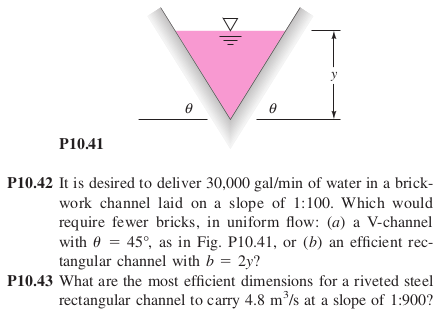 y
θ θ
P10.41
P10.42 It is desired to deliver 30,000 gal/min of water in a brick-
work channel laid on a slope of 1:100. Which would
require fewer bricks, in uniform flow: (a) a V-channel
with θ = 45°, as in Fig. P10.41, or (b) an efficient rec-
tangular channel with b = 2y?
P10.43 What are the most efficient dimensions for a riveted steel
rectangular channel to carry 4.8 m³/s at a slope of 1:900?